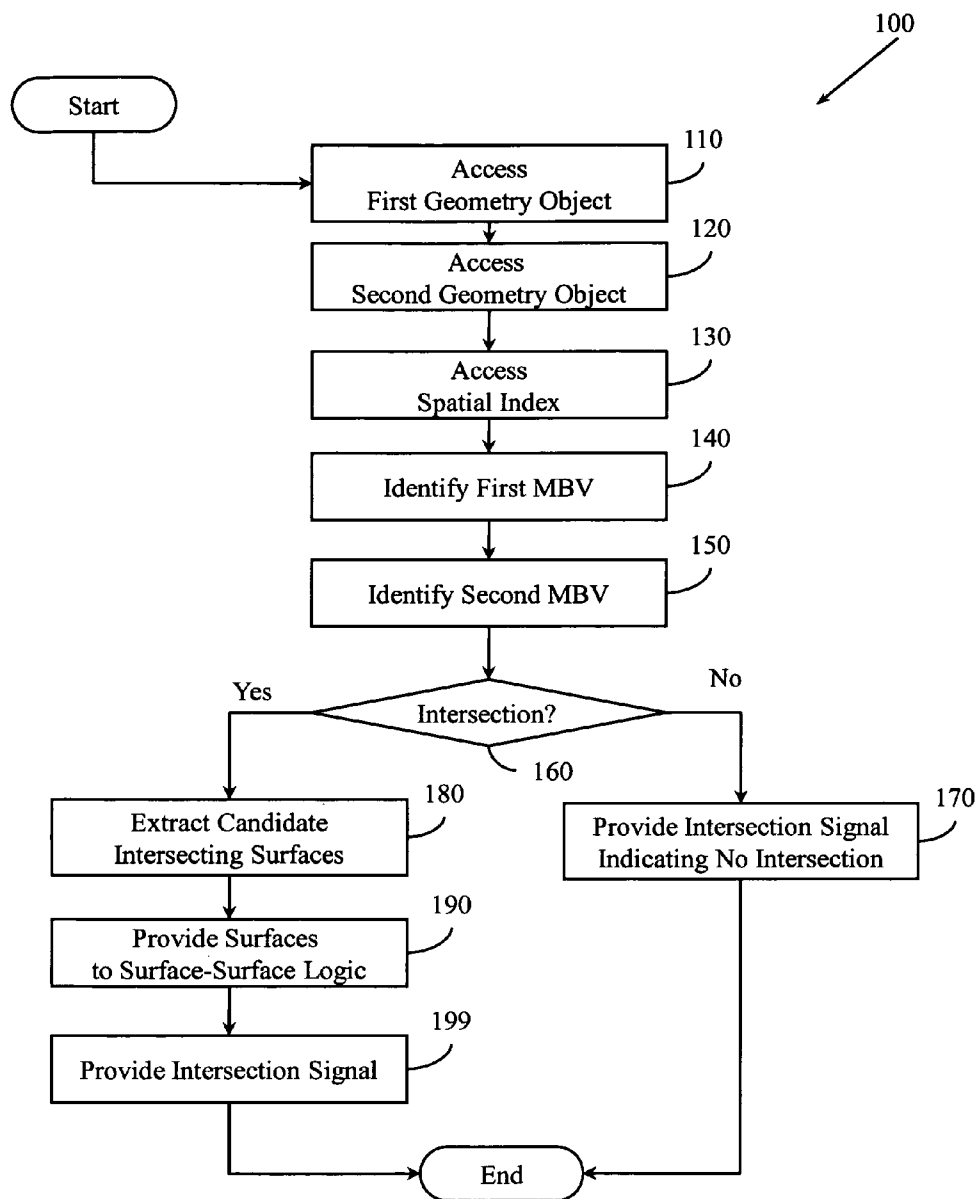 100
Start
110
Access
First Geometry Object
120
Access
Second Geometry Object
130
Access
Spatial Index
140
Identify First MBV
150
Identify Second MBV
Yes
No
Intersection?
160
180
Extract Candidate
Intersecting Surfaces
170
Provide Intersection Signal
Indicating No Intersection
190
Provide Surfaces
to Surface-Surface Logic
199
Provide Intersection Signal
End